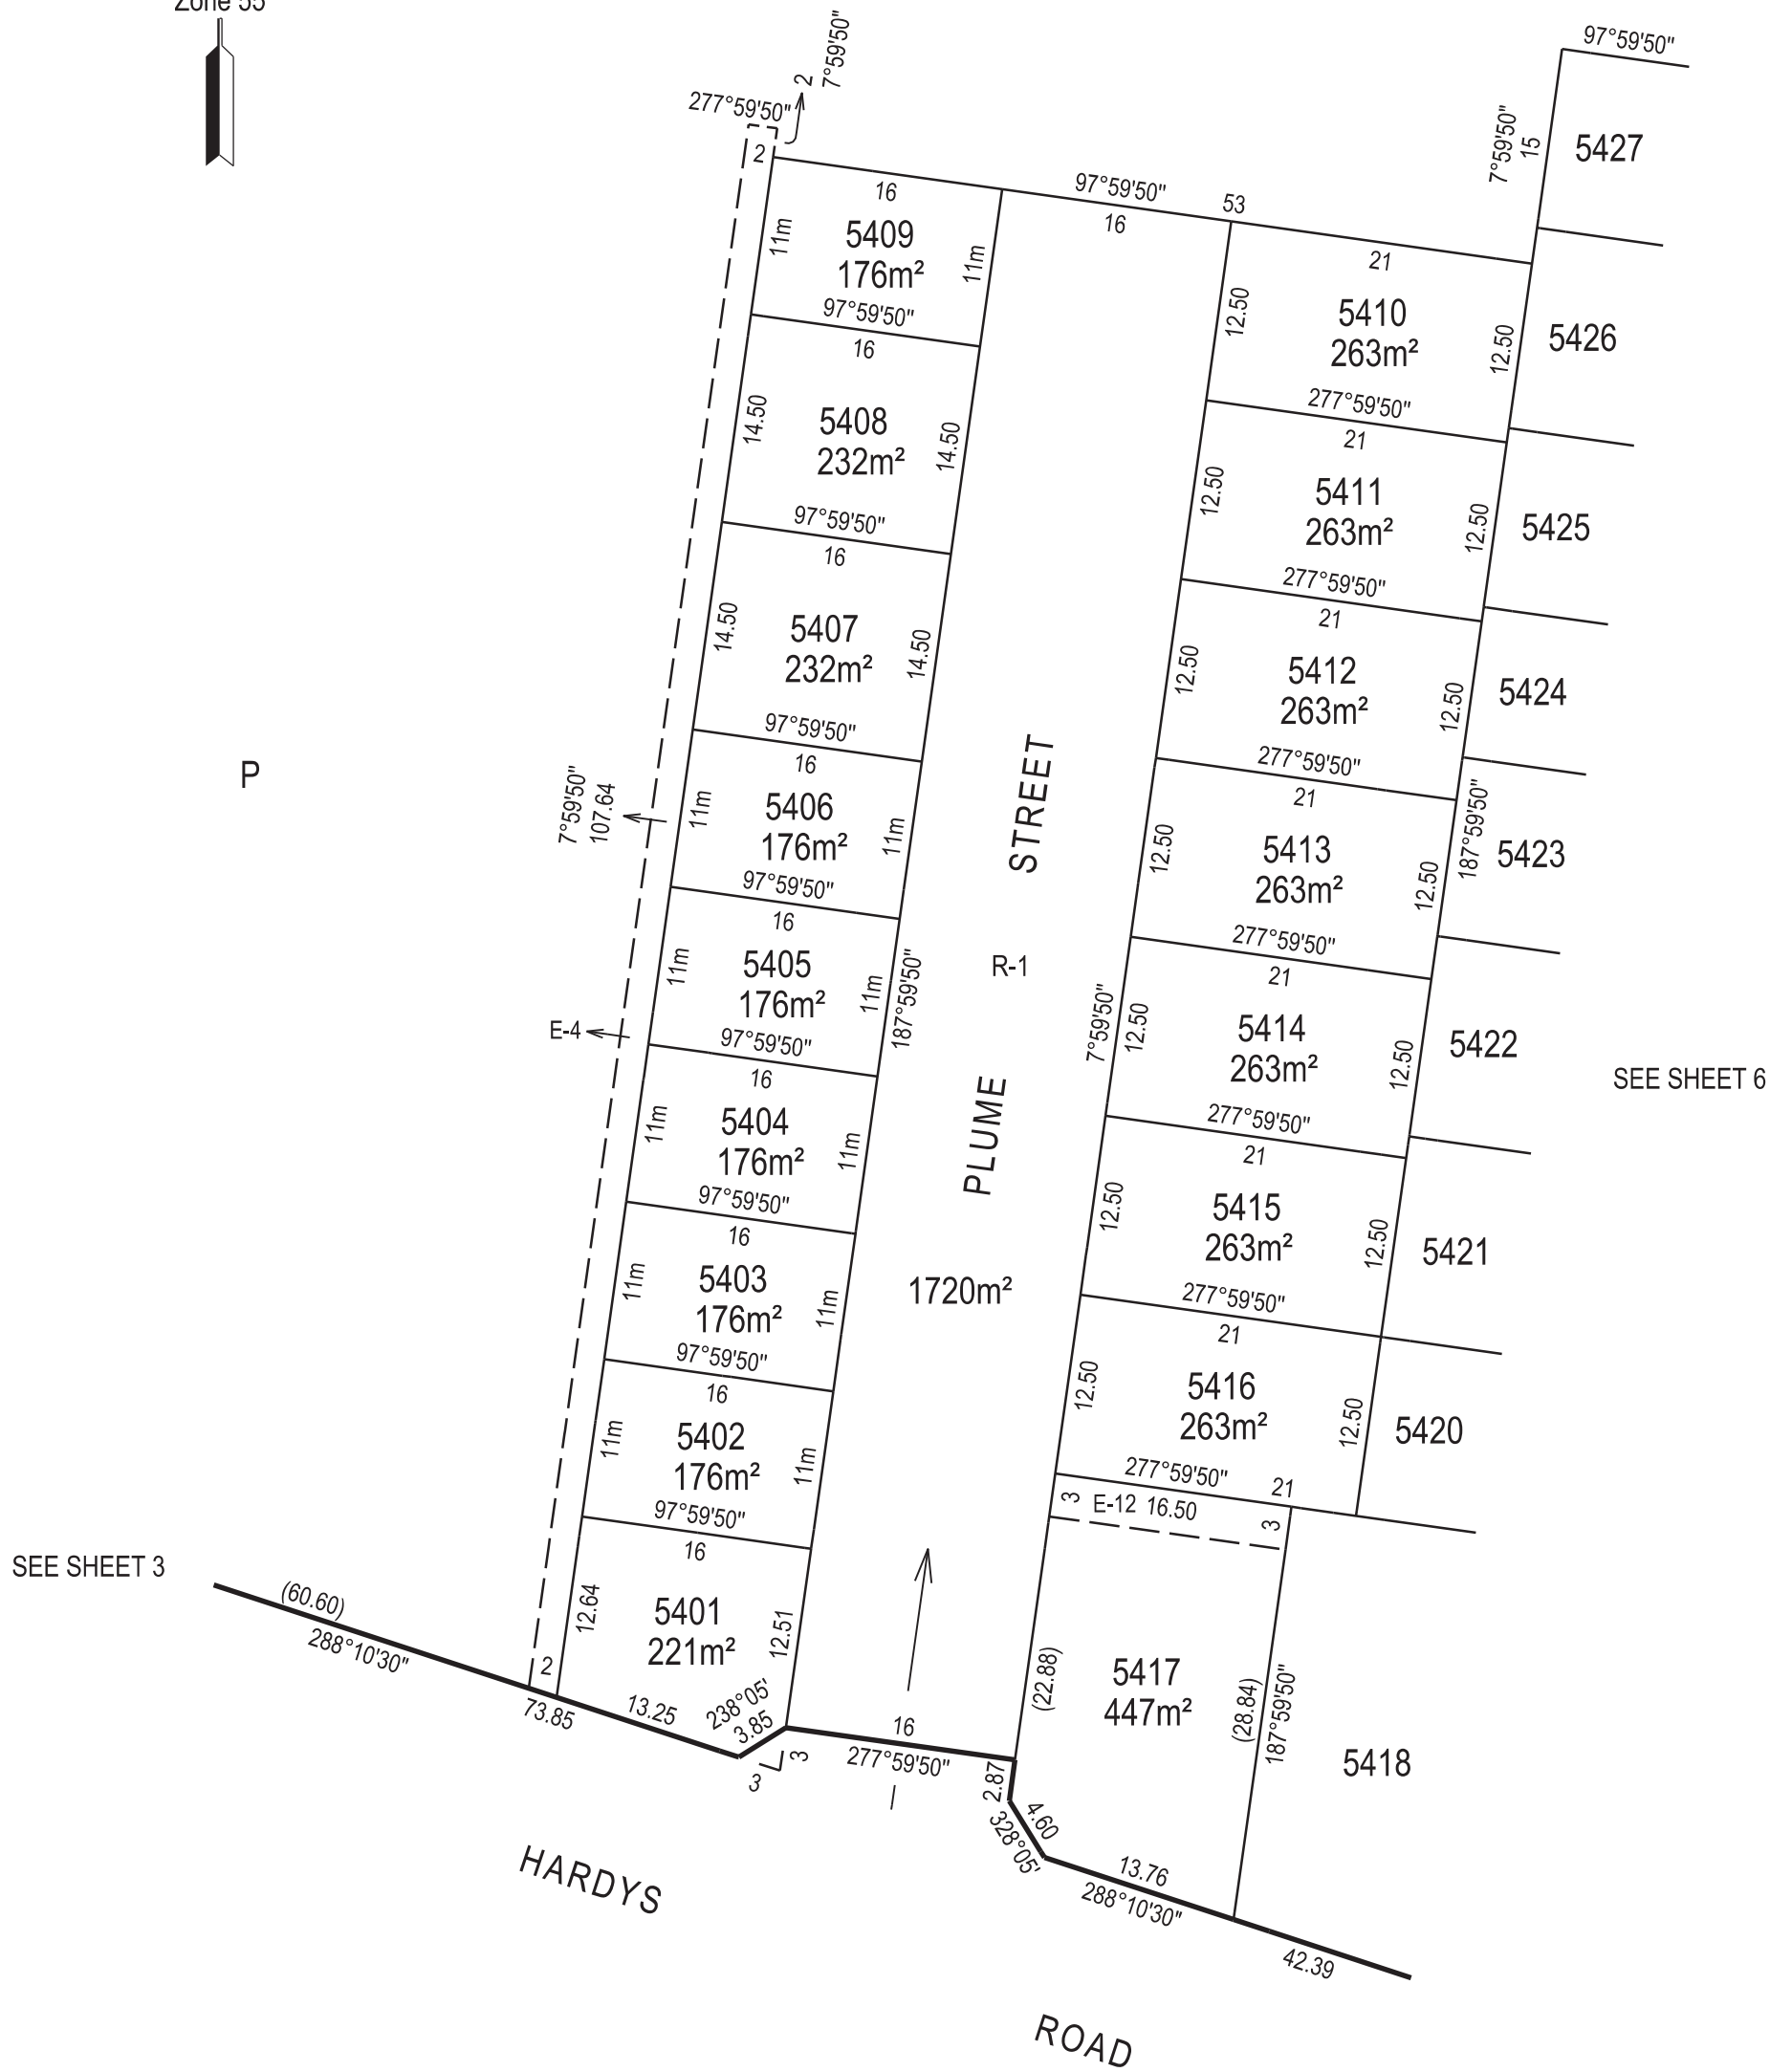 Zone 55
7°59'50"
2
277°59'50"
2
97°59'50"
7°59'50"
15
5427
16
97°59'50"
53
16
21
11m
5409
176m²
11m
97°59'50"
16
12.50
5410
263m²
12.50
5426
277°59'50"
21
14.50
5408
232m²
14.50
97°59'50"
16
12.50
5411
263m²
12.50
5425
277°59'50"
21
14.50
5407
232m²
14.50
97°59'50"
16
12.50
5412
263m²
12.50
5424
277°59'50"
21
P
7°59'50"
107.64
11m
5406
176m²
11m
97°59'50"
16
STREET
12.50
5413
263m²
12.50
187°59'50"
5423
277°59'50"
21
11m
5405
176m²
11m
187°59'50"
97°59'50"
16
R-1
E-4
7°59'50"
12.50
5414
263m²
12.50
5422
277°59'50"
21
SEE SHEET 6
11m
5404
176m²
11m
97°59'50"
16
PLUME
12.50
5415
263m²
12.50
5421
277°59'50"
21
11m
5403
176m²
11m
97°59'50"
16
1720m²
12.50
5416
263m²
12.50
5420
277°59'50"
21
11m
5402
176m²
11m
97°59'50"
16
3
E-12 16.50
3
SEE SHEET 3
(60.60)
288°10'30"
12.64
5401
221m²
12.51
2
73.85
13.25
238°05'
3.85
3
3
16
277°59'50"
(22.88)
5417
447m²
(28.84)
187°59'50"
5418
2.87
4.60
328°05'
13.76
288°10'30"
42.39
HARDYS
ROAD